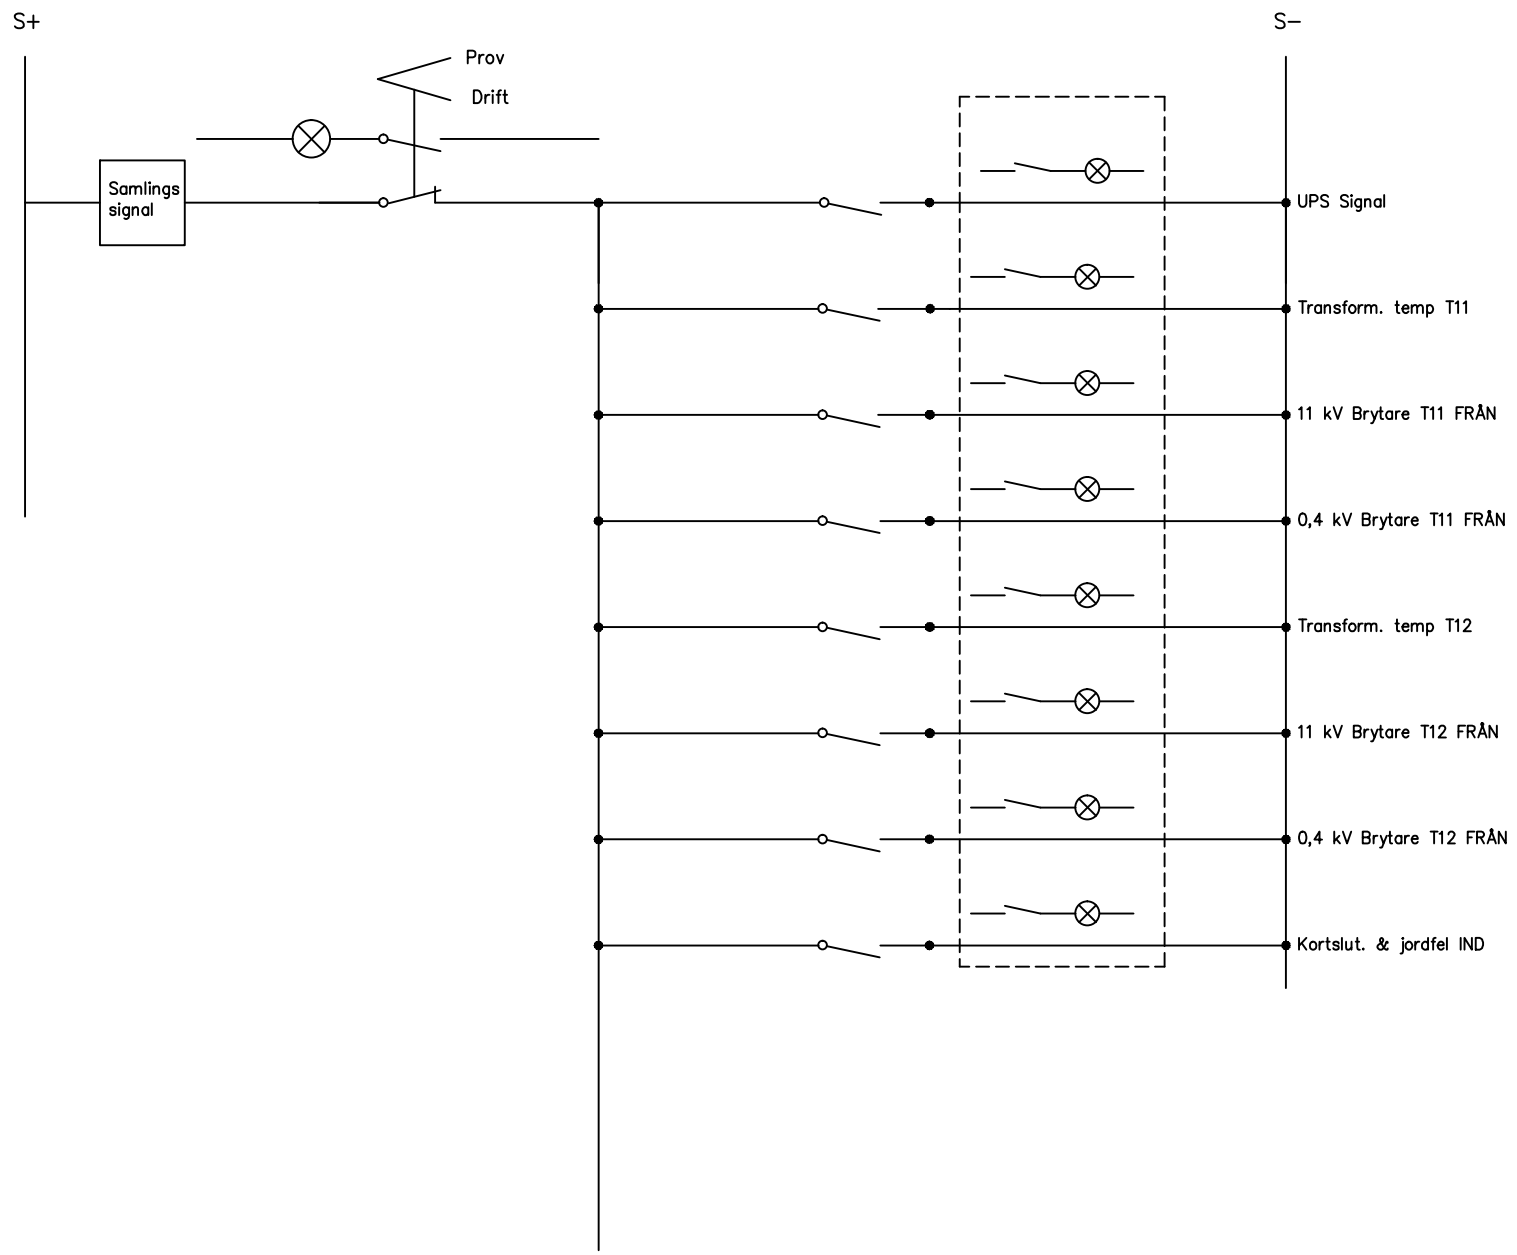 S+
S−
Prov
Drift
Samlings
signal
UPS Signal
Transform. temp T11
11 kV Brytare T11 FRÅN
0,4 kV Brytare T11 FRÅN
Transform. temp T12
11 kV Brytare T12 FRÅN
0,4 kV Brytare T12 FRÅN
Kortslut. & jordfel IND